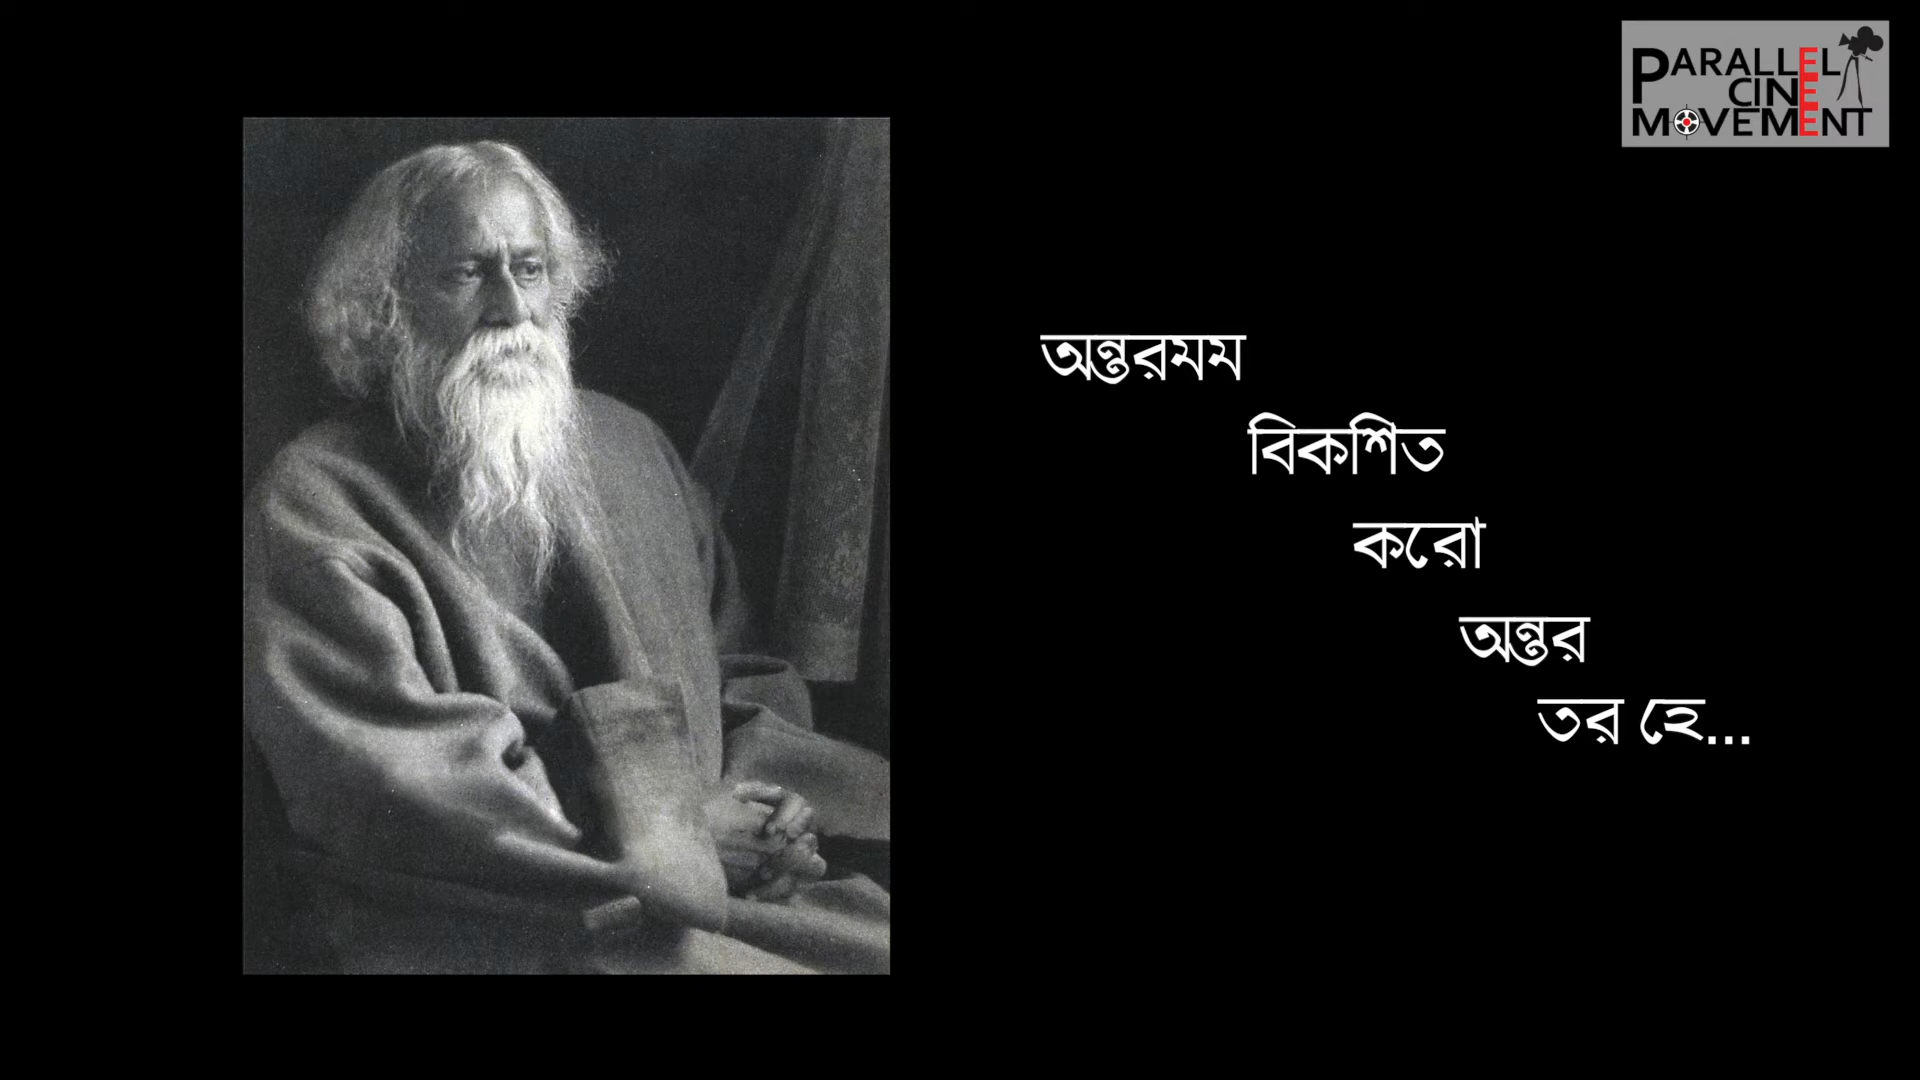 PARALLEL
CINE
MOVEMENT
অন্তরমম
বিকশিত
করো
অন্তর
তর হে...